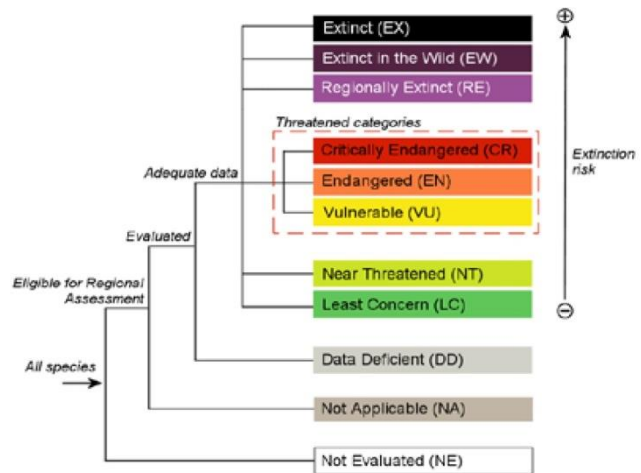 Extinct (EX)
Extinct in the Wild (EW)
Regionally Extinct (RE)
Threatened categories
Critically Endangered (CR)
Adequate data
Extinction
risk
Endangered (EN)
Vulnerable (VU)
Evaluated
Near Threatened (NT)
Eligible for Regional
Assessment
Least Concern (LC)
All species
Data Deficient (DD)
Not Applicable (NA)
Not Evaluated (NE)